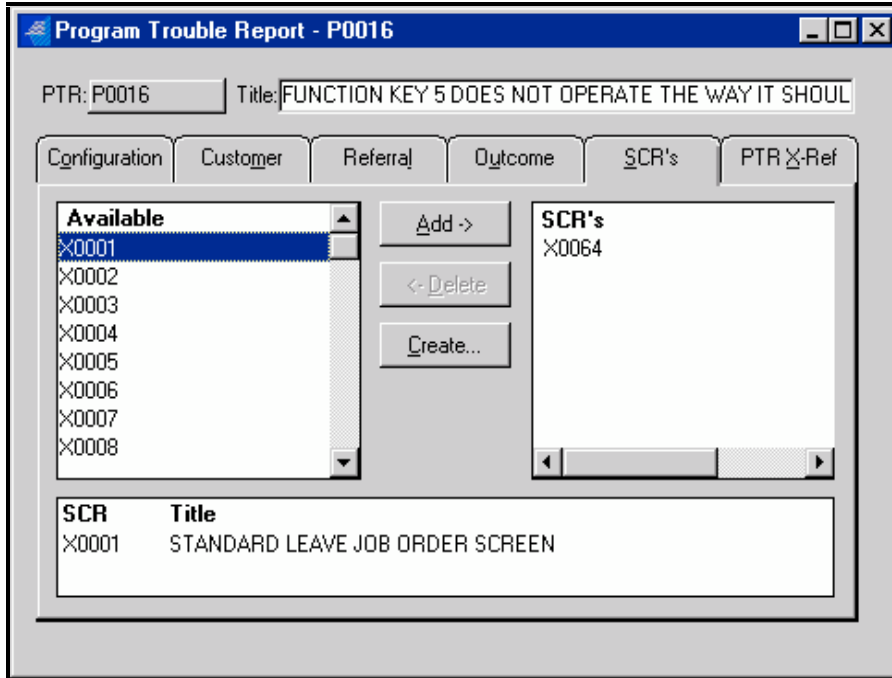 Program Trouble Report - P0016
PTR: P0016 Title: FUNCTION KEY 5 DOES NOT OPERATE THE WAY IT SHOUL
Configuration Customer Referral Outcome SCR's PTR X-Ref
Available
X0001
X0002
X0003
X0004
X0005
X0006
X0007
X0008
Add ->
<- Delete
Create...
SCR's
X0064
SCR Title
X0001 STANDARD LEAVE JOB ORDER SCREEN